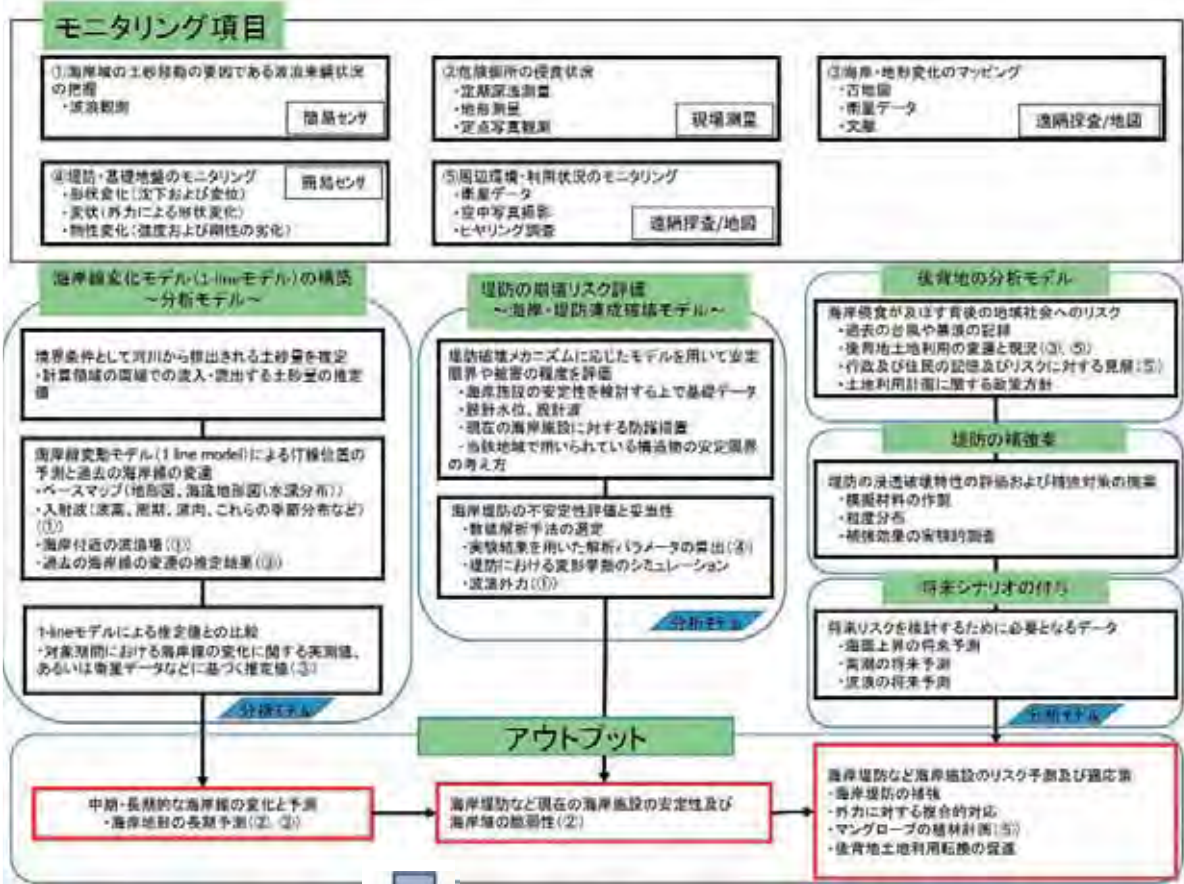 モニタリング項目
①海岸域の土砂移動の要因である波浪来襲状況
の把握
・波浪観測
簡易センサ
②危険個所の侵食状況
・定期深浅測量
・地形測量
・定点写真観測
現場測量
③海岸・地形変化のマッピング
・古地図
・衛星データ
・文献
遠隔探査/地図
④堤防・基礎地盤のモニタリング
・形状変化(沈下および変位)
・変状(外力による形状変化)
・物性変化(強度および剛性の劣化)
簡易センサ
⑤周辺環境・利用状況のモニタリング
・衛星データ
・空中写真撮影
・ヒヤリング調査
遠隔探査/地図
海岸線変化モデル(1-lineモデル)の構築
~分析モデル~
境界条件として河川から排出される土砂量を推定
・計算領域の両端での流入・流出する土砂量の推定
値
海岸線変動モデル(1 line model)による汀線位置の
予測と過去の海岸線の変遷
・ベースマップ(地形図、海底地形図(水深分布))
・入射波(波高、周期、波向、これらの季節分布など)
(①)
・海岸付近の波浪場(①)
・過去の海岸線の変遷の推定結果(③)
1-lineモデルによる推定値との比較
・対象期間における海岸線の変化に関する実測値、
あるいは衛星データなどに基づく推定値(③)
分析モデル
堤防の崩壊リスク評価
~海岸・堤防連成破壊モデル~
堤防破壊メカニズムに応じたモデルを用いて安定
限界や被害の程度を評価
・海岸施設の安定性を検討する上で基礎データ
・設計水位、設計波
・現在の海岸施設に対する防護措置
・当該地域で用いられている構造物の安定限界
の考え方
海岸堤防の不安定性評価と妥当性
・数値解析手法の選定
・実験結果を用いた解析パラメータの算出(④)
・堤防における変形挙動のシミュレーション
・波浪外力(①)
分析モデル
後背地の分析モデル
海岸侵食が及ぼす背後の地域社会へのリスク
・過去の台風や暴浪の記録
・後背地土地利用の変遷と現況(③、⑤)
・行政及び住民の記憶及びリスクに対する見解(⑤)
・土地利用計画に関する政策方針
堤防の補強案
堤防の浸透破壊特性の評価および補強対策の提案
・模擬材料の作製
・粒度分布
・補強効果の実験的調査
将来シナリオの付与
将来リスクを検討するために必要となるデータ
・海面上昇の将来予測
・高潮の将来予測
・波浪の将来予測
分析モデル
アウトプット
中期・長期的な海岸線の変化と予測
・海岸地形の長期予測(②、③)
海岸堤防など現在の海岸施設の安定性及び
海岸域の脆弱性(②)
海岸堤防など海岸施設のリスク予測及び適応策
・海岸堤防の補強
・外力に対する複合的対応
・マングローブの植林計画(⑤)
・後背地土地利用転換の促進